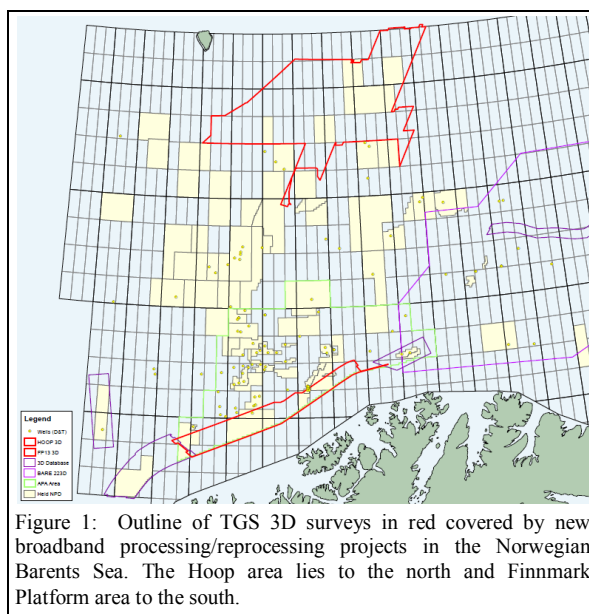 Legend
Wells (DST)
HOOP 3D
FP13 3D
3D Database
BARE 223D
APA Area
Held NPD
Figure 1: Outline of TGS 3D surveys in red covered by new
broadband processing/reprocessing projects in the Norwegian
Barents Sea. The Hoop area lies to the north and Finnmark
Platform area to the south.